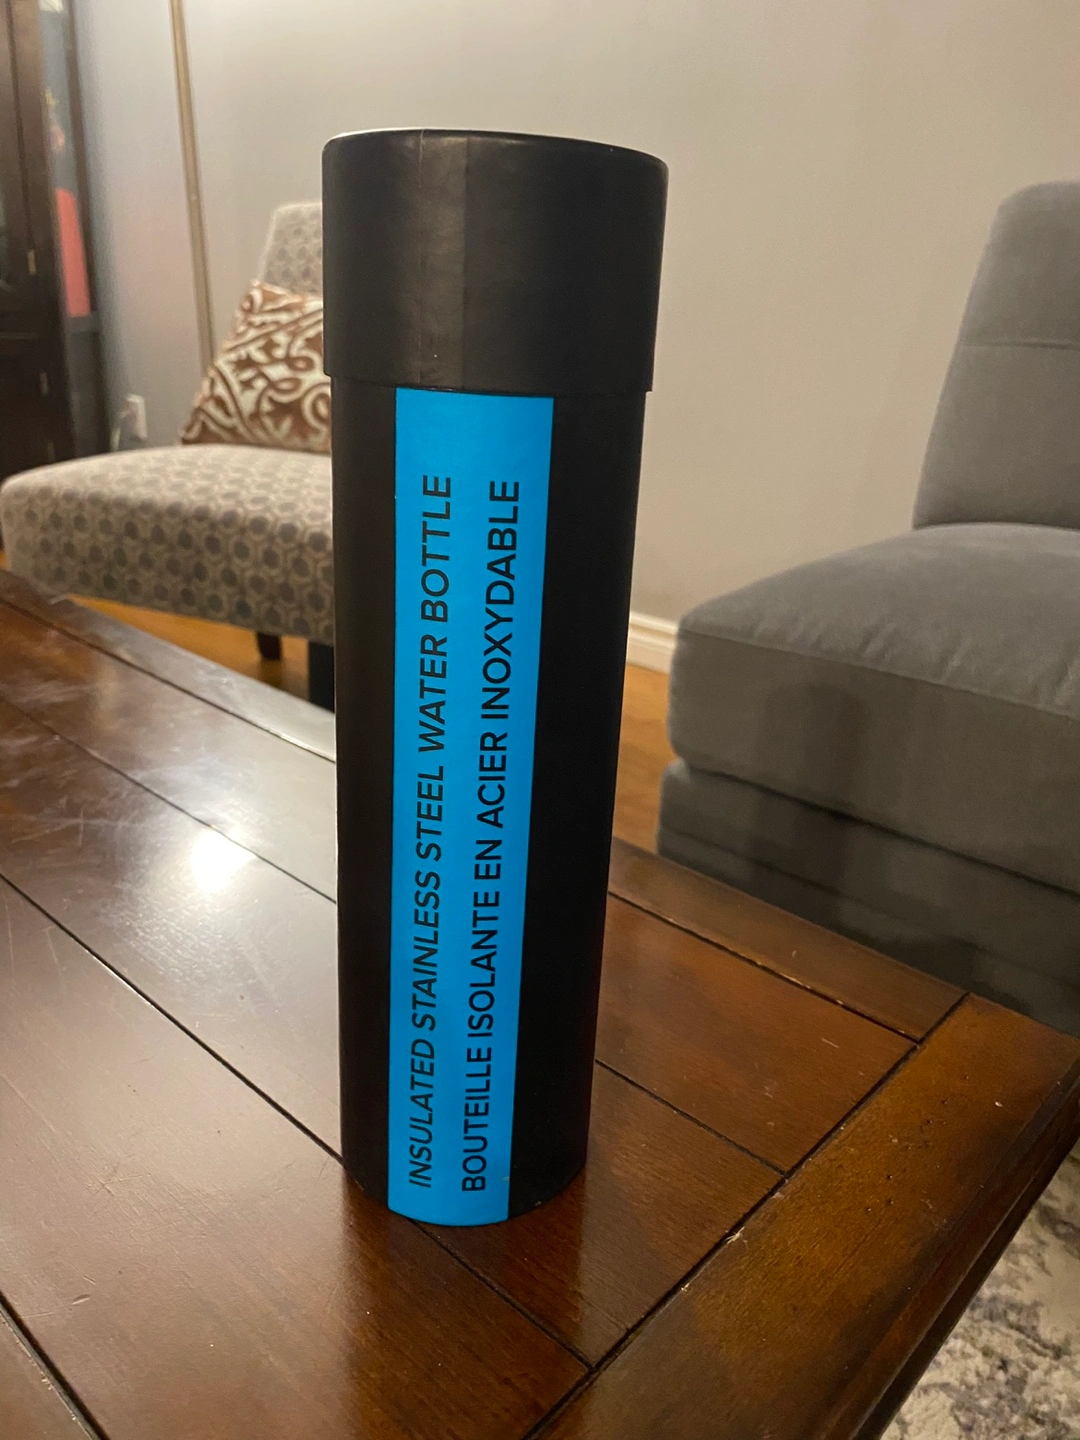 INSULATED STAINLESS STEEL WATER BOTTLE
BOUTEILLE ISOLANTE EN ACIER INOXYDABLE